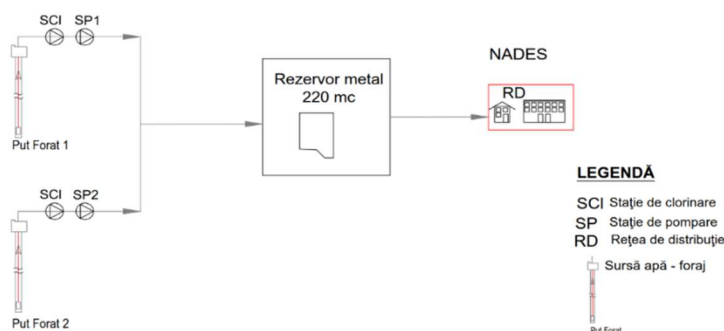 SCI SP1
Put Forat 1
SCI SP2
Put Forat 2
Rezervor metal
220 mc
NADES
RD
LEGENDĂ
SCI Stație de clorinare
SP Stație de pompare
RD Rețea de distribuție
Sursă apă - foraj
Put Forat